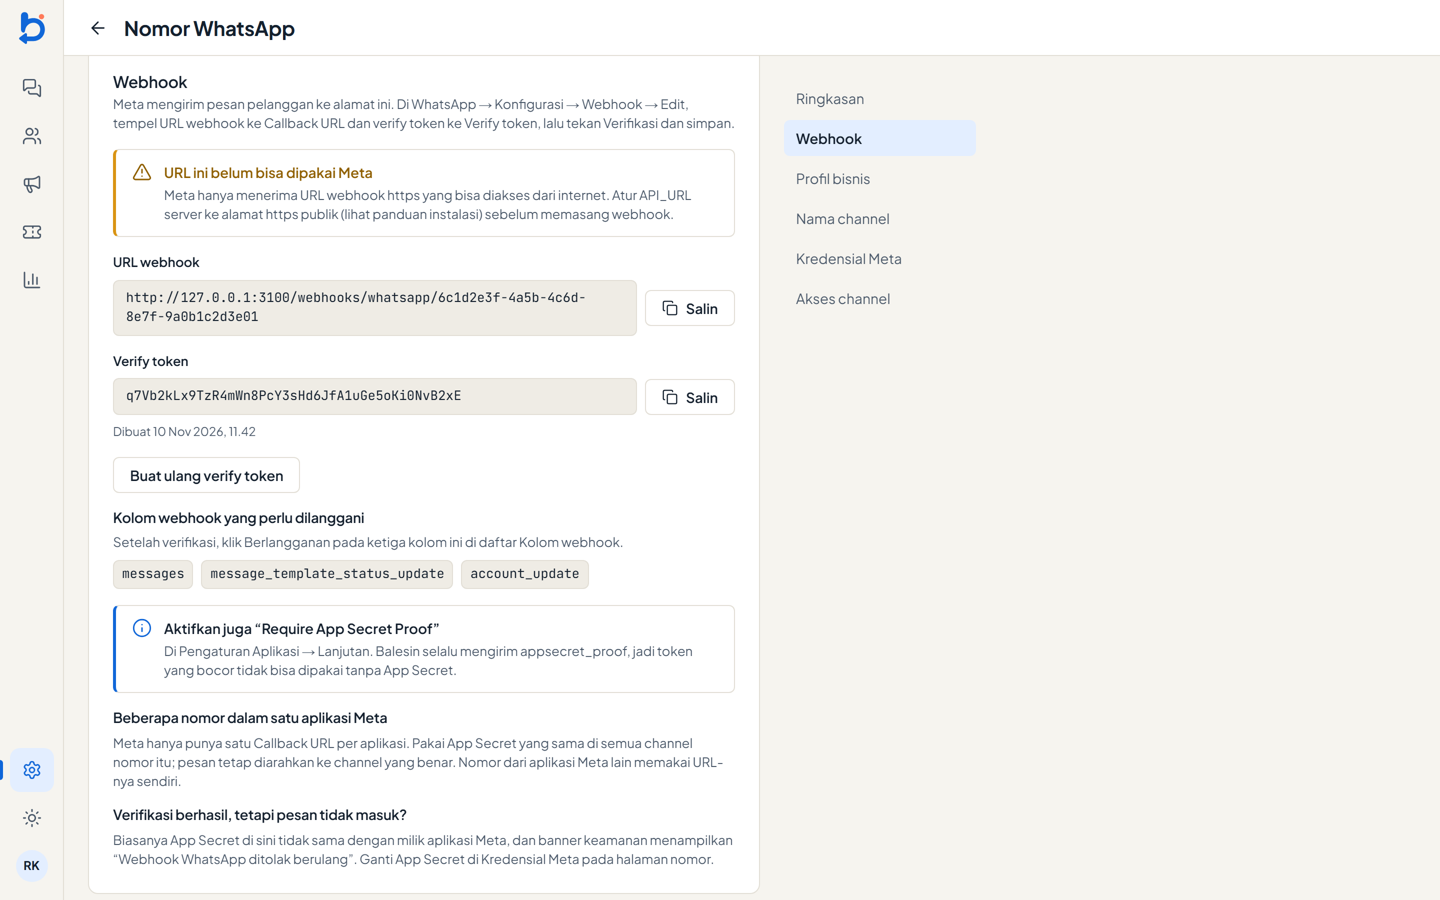 Nomor WhatsApp
Webhook
Meta mengirim pesan pelanggan ke alamat ini. Di WhatsApp → Konfigurasi → Webhook → Edit,
tempel URL webhook ke Callback URL dan verify token ke Verify token, lalu tekan Verifikasi dan simpan.
URL ini belum bisa dipakai Meta
Meta hanya menerima URL webhook https yang bisa diakses dari internet. Atur API_URL
server ke alamat https publik (lihat panduan instalasi) sebelum memasang webhook.
URL webhook
http://127.0.0.1:3100/webhooks/whatsapp/6c1d2e3f-4a5b-4c6d-
8e7f-9a0b1c2d3e01
Salin
Verify token
q7Vb2kLx9TzR4mWn8PcY3sHd6JfA1uGe5oKi0NvB2xE
Salin
Dibuat 10 Nov 2026, 11.42
Buat ulang verify token
Kolom webhook yang perlu dilanggani
Setelah verifikasi, klik Berlangganan pada ketiga kolom ini di daftar Kolom webhook.
messages message_template_status_update account_update
Aktifkan juga “Require App Secret Proof”
Di Pengaturan Aplikasi → Lanjutan. Balesin selalu mengirim appsecret_proof, jadi token
yang bocor tidak bisa dipakai tanpa App Secret.
Beberapa nomor dalam satu aplikasi Meta
Meta hanya punya satu Callback URL per aplikasi. Pakai App Secret yang sama di semua channel
nomor itu; pesan tetap diarahkan ke channel yang benar. Nomor dari aplikasi Meta lain memakai URL-
nya sendiri.
Verifikasi berhasil, tetapi pesan tidak masuk?
Biasanya App Secret di sini tidak sama dengan milik aplikasi Meta, dan banner keamanan menampilkan
“Webhook WhatsApp ditolak berulang”. Ganti App Secret di Kredensial Meta pada halaman nomor.
Ringkasan
Webhook
Profil bisnis
Nama channel
Kredensial Meta
Akses channel
RK